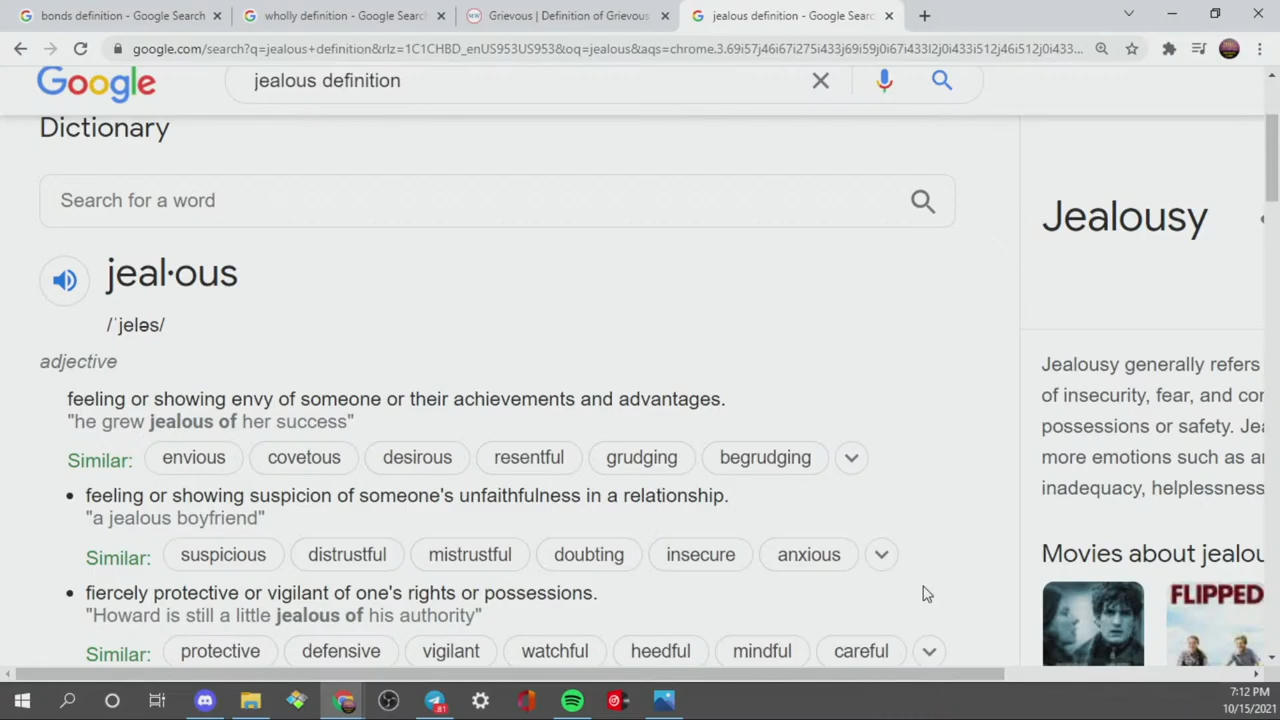 bonds definition - Google Search
wholly definition - Google Search
Grievous | Definition of Grievous
jealous definition - Google Searc
google.com/search?q=jealous+definition&rlz=1C1CHBD_enUS953US953&oq=jealous&aqs=chrome.3.69i57j46i67i275i433j69i59j0i67i433l2j0i433i512j46i512j0i433...
Google
jealous definition
Dictionary
Search for a word
Jealousy
jeal·ous
/ˈjeləs/
adjective
feeling or showing envy of someone or their achievements and advantages.
"he grew jealous of her success"
Similar: envious covetous desirous resentful grudging begrudging
feeling or showing suspicion of someone's unfaithfulness in a relationship.
"a jealous boyfriend"
Similar: suspicious distrustful mistrustful doubting insecure anxious
fiercely protective or vigilant of one's rights or possessions.
"Howard is still a little jealous of his authority"
Similar: protective defensive vigilant watchful heedful mindful careful
Jealousy generally refers
of insecurity, fear, and cor
possessions or safety. Jea
more emotions such as ar
inadequacy, helplessness
Movies about jealou
FLIPPED
81
7:12 PM
10/15/2021